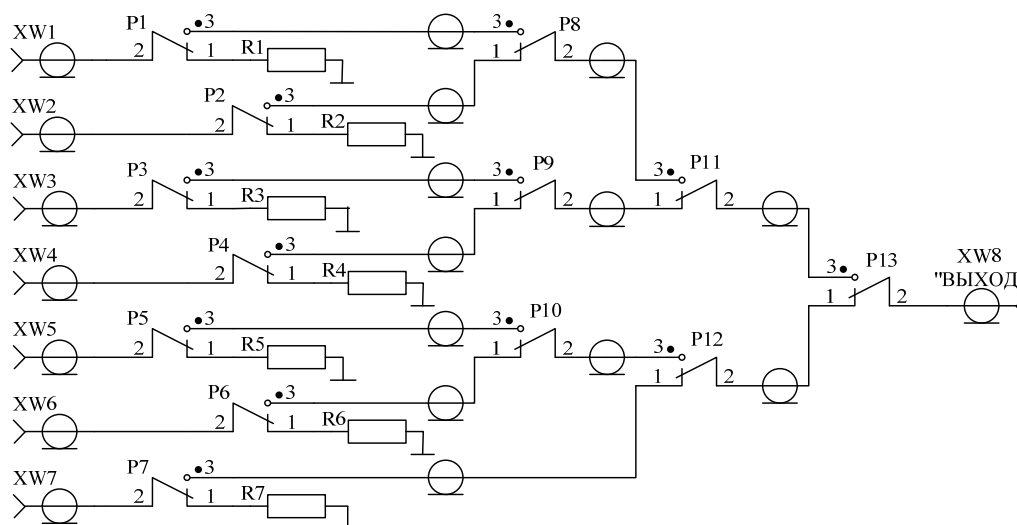 XW1 P1 •3 3• P8
2 1 R1 1 2
XW2 P2 •3
2 1 R2
XW3 P3 •3 3• P9 3• P11
2 1 R3 1 2 1 2
XW4 P4 •3
2 1 R4
3• P13 XW8
1 2 "ВЫХОД
XW5 P5 •3 3• P10 3• P12
2 1 R5 1 2 1 2
XW6 P6 •3
2 1 R6
XW7 P7 •3
2 1 R7